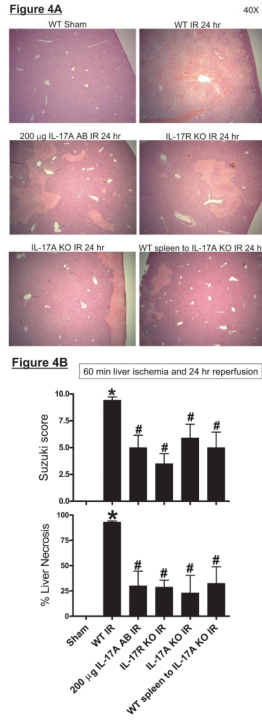 Figure 4A
40X
WT Sham
WT IR 24 hr
200 µg IL-17A AB IR 24 hr
IL-17R KO IR 24 hr
IL-17A KO IR 24 hr
WT spleen to IL-17A KO IR 24 h
Figure 4B
60 min liver ischemia and 24 hr reperfusion
Suzuki score
10.0
7.5
5.0
2.5
0.0
*
#
#
#
#
% Liver Necrosis
100
75
50
25
0
*
#
#
#
#
Sham
WT IR
200 µg IL-17A AB IR
IL-17R KO IR
IL-17A KO IR
WT spleen to IL-17A KO IR